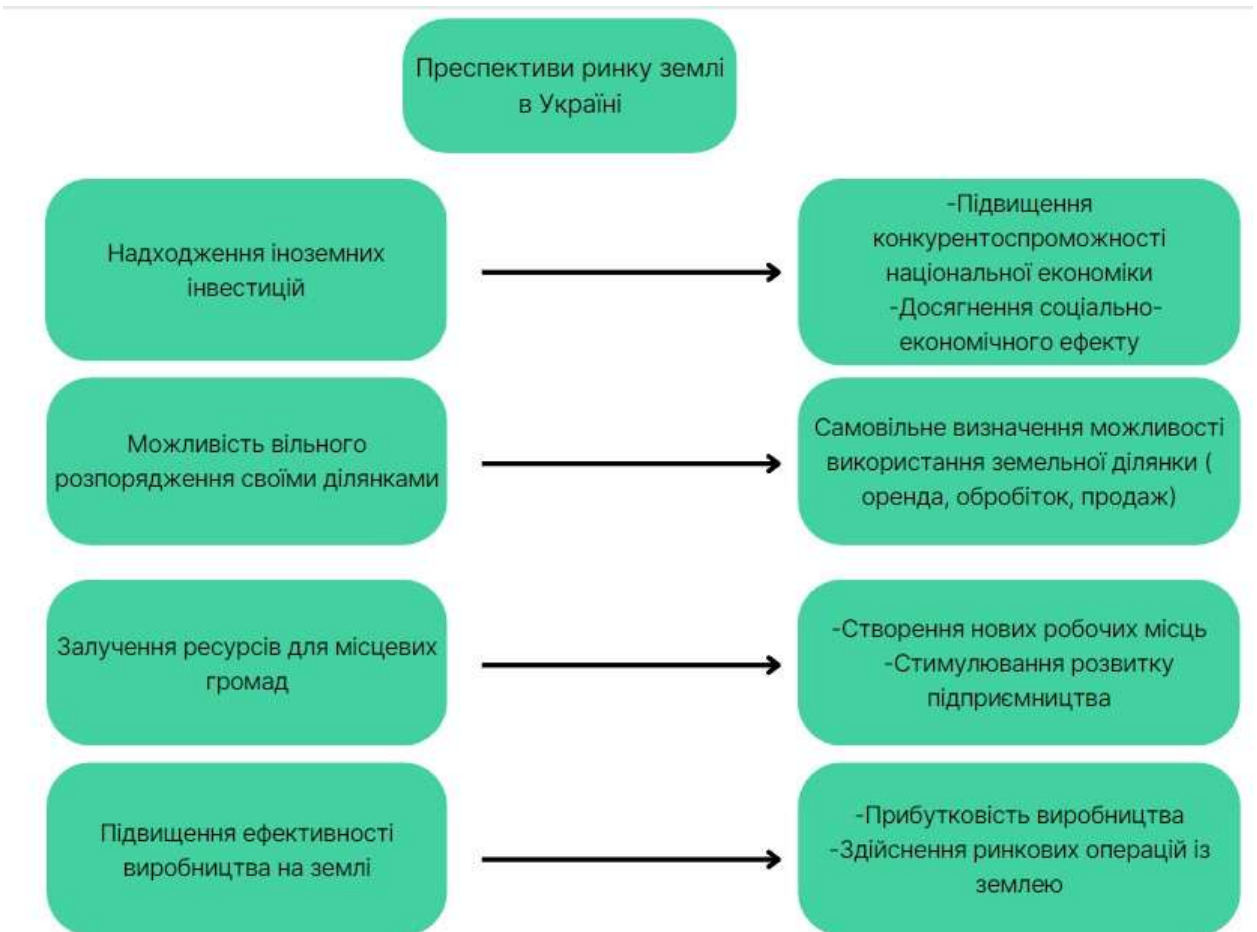 Преспективи ринку землі
в Україні
Надходження іноземних
інвестицій
-Підвищення
конкурентоспроможності
національної економіки
-Досягнення соціально-
економічного ефекту
Можливість вільного
розпорядження своїми ділянками
Самовільне визначення можливості
використання земельної ділянки (
оренда, обробіток, продаж)
Залучення ресурсів для місцевих
громад
-Створення нових робочих місць
-Стимулювання розвитку
підприємництва
Підвищення ефективності
виробництва на землі
-Прибутковість виробництва
-Здійснення ринкових операцій із
землею